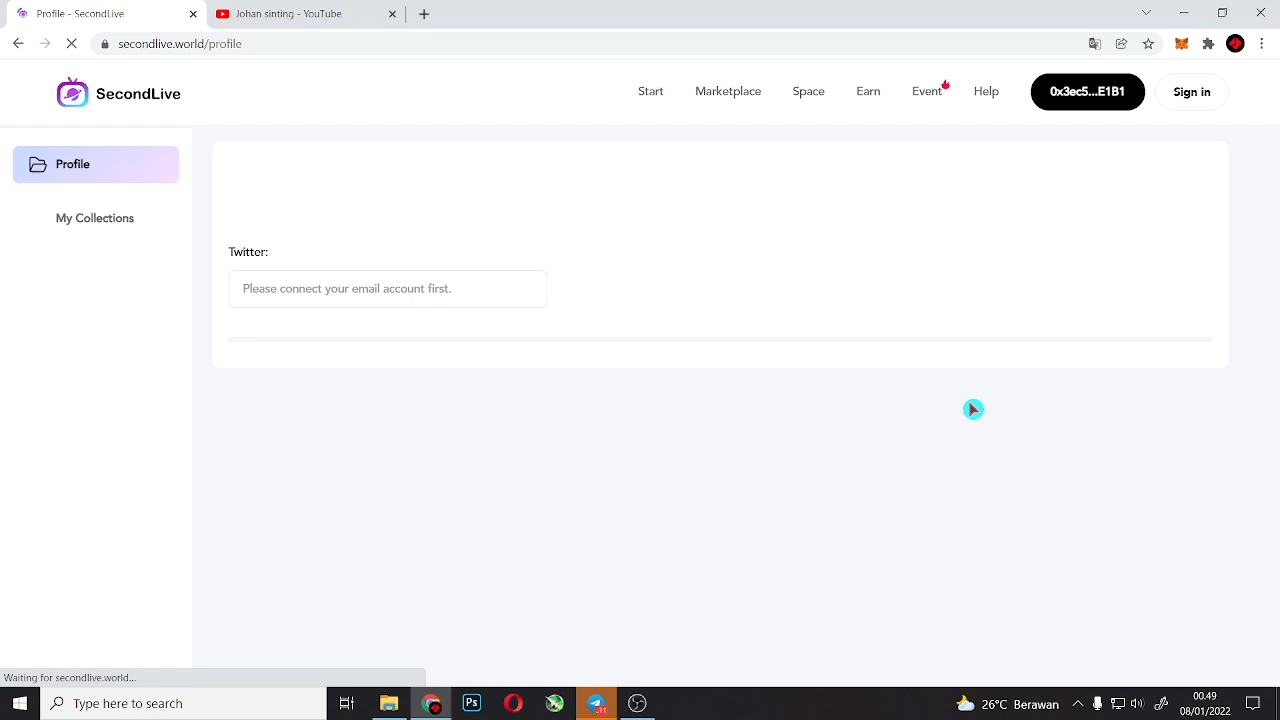 Profile - SecondLive
Johan sinting - YouTube
secondlive.world/profile
SecondLive
Start
Marketplace
Space
Earn
Event
Help
0x3ec5...E1B1
Sign in
Profile
My Collections
Twitter:
Please connect your email account first.
Waiting for secondlive.world...
Type here to search
Ps
11
26°C Berawan
00.49
08/01/2022